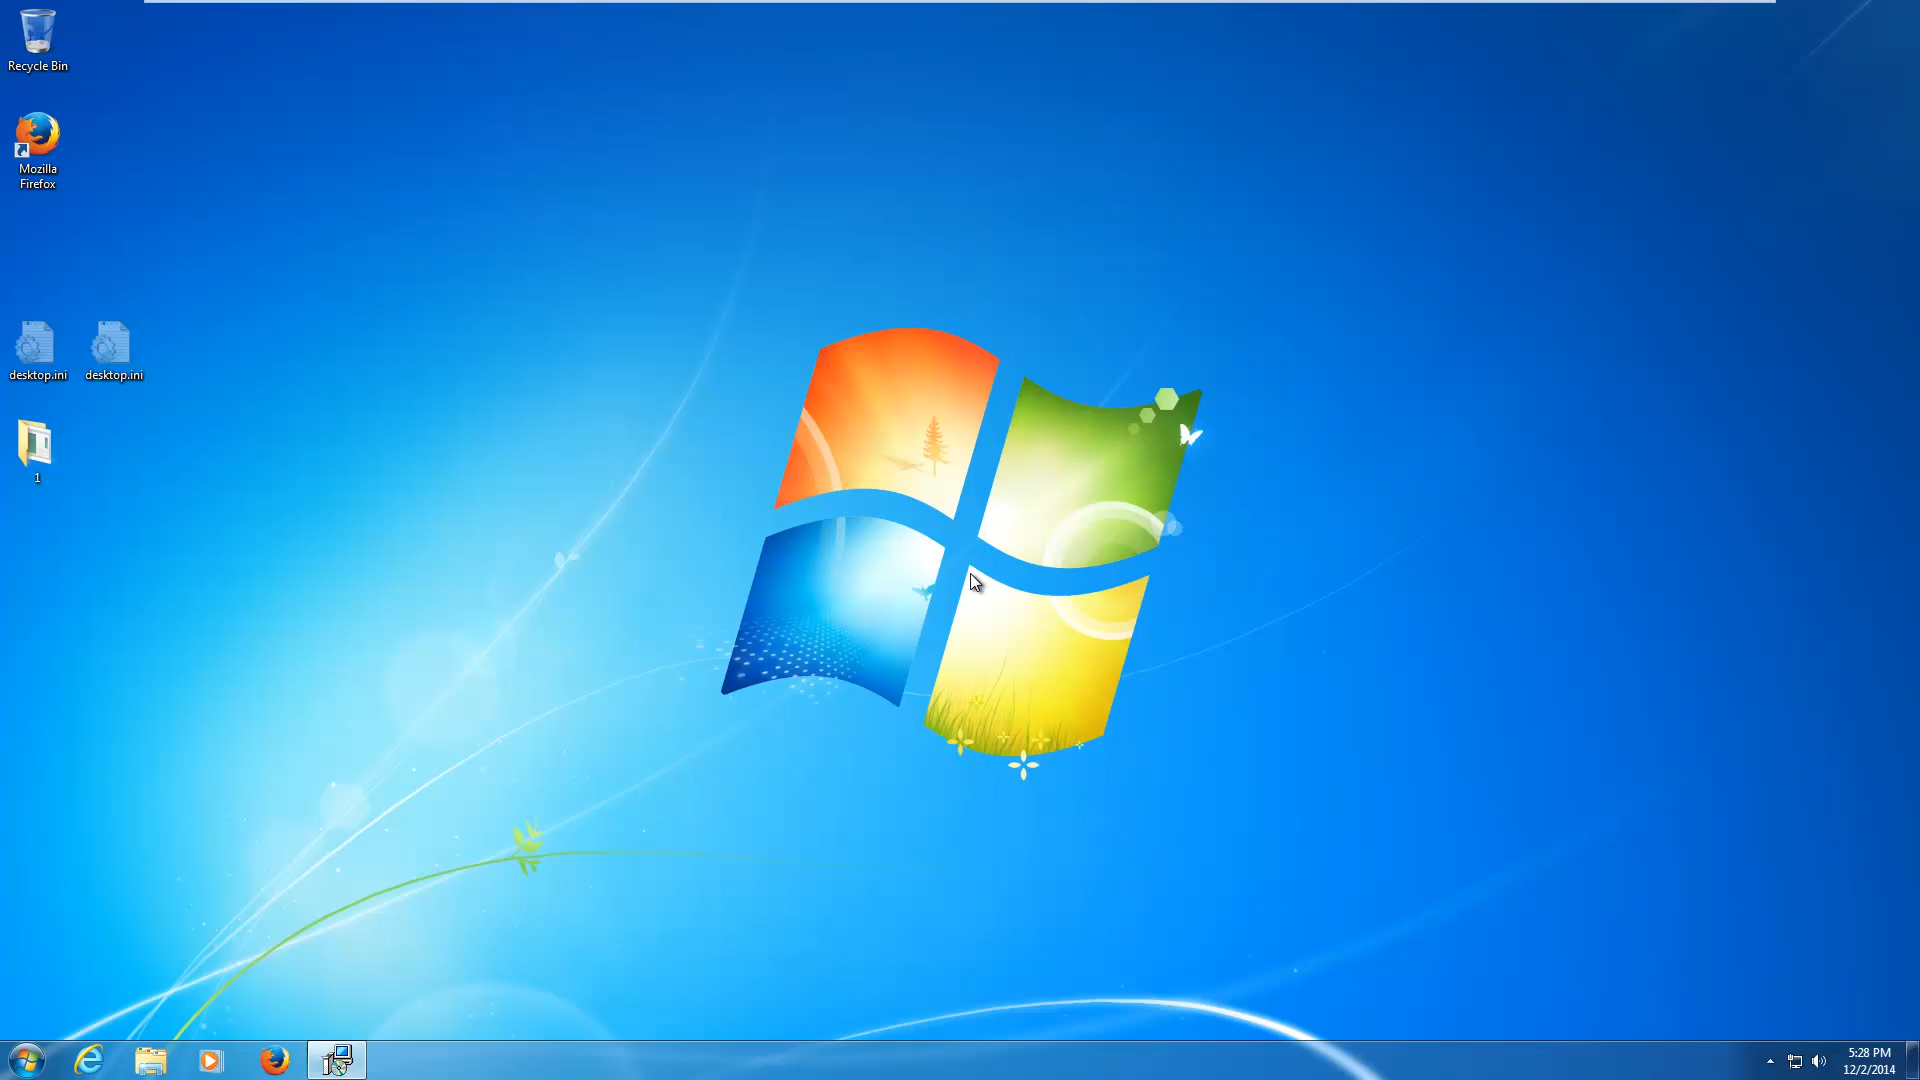 Recycle Bin
Mozilla
Firefox
desktop.ini
desktop.ini
1
5:28 PM
12/2/2014